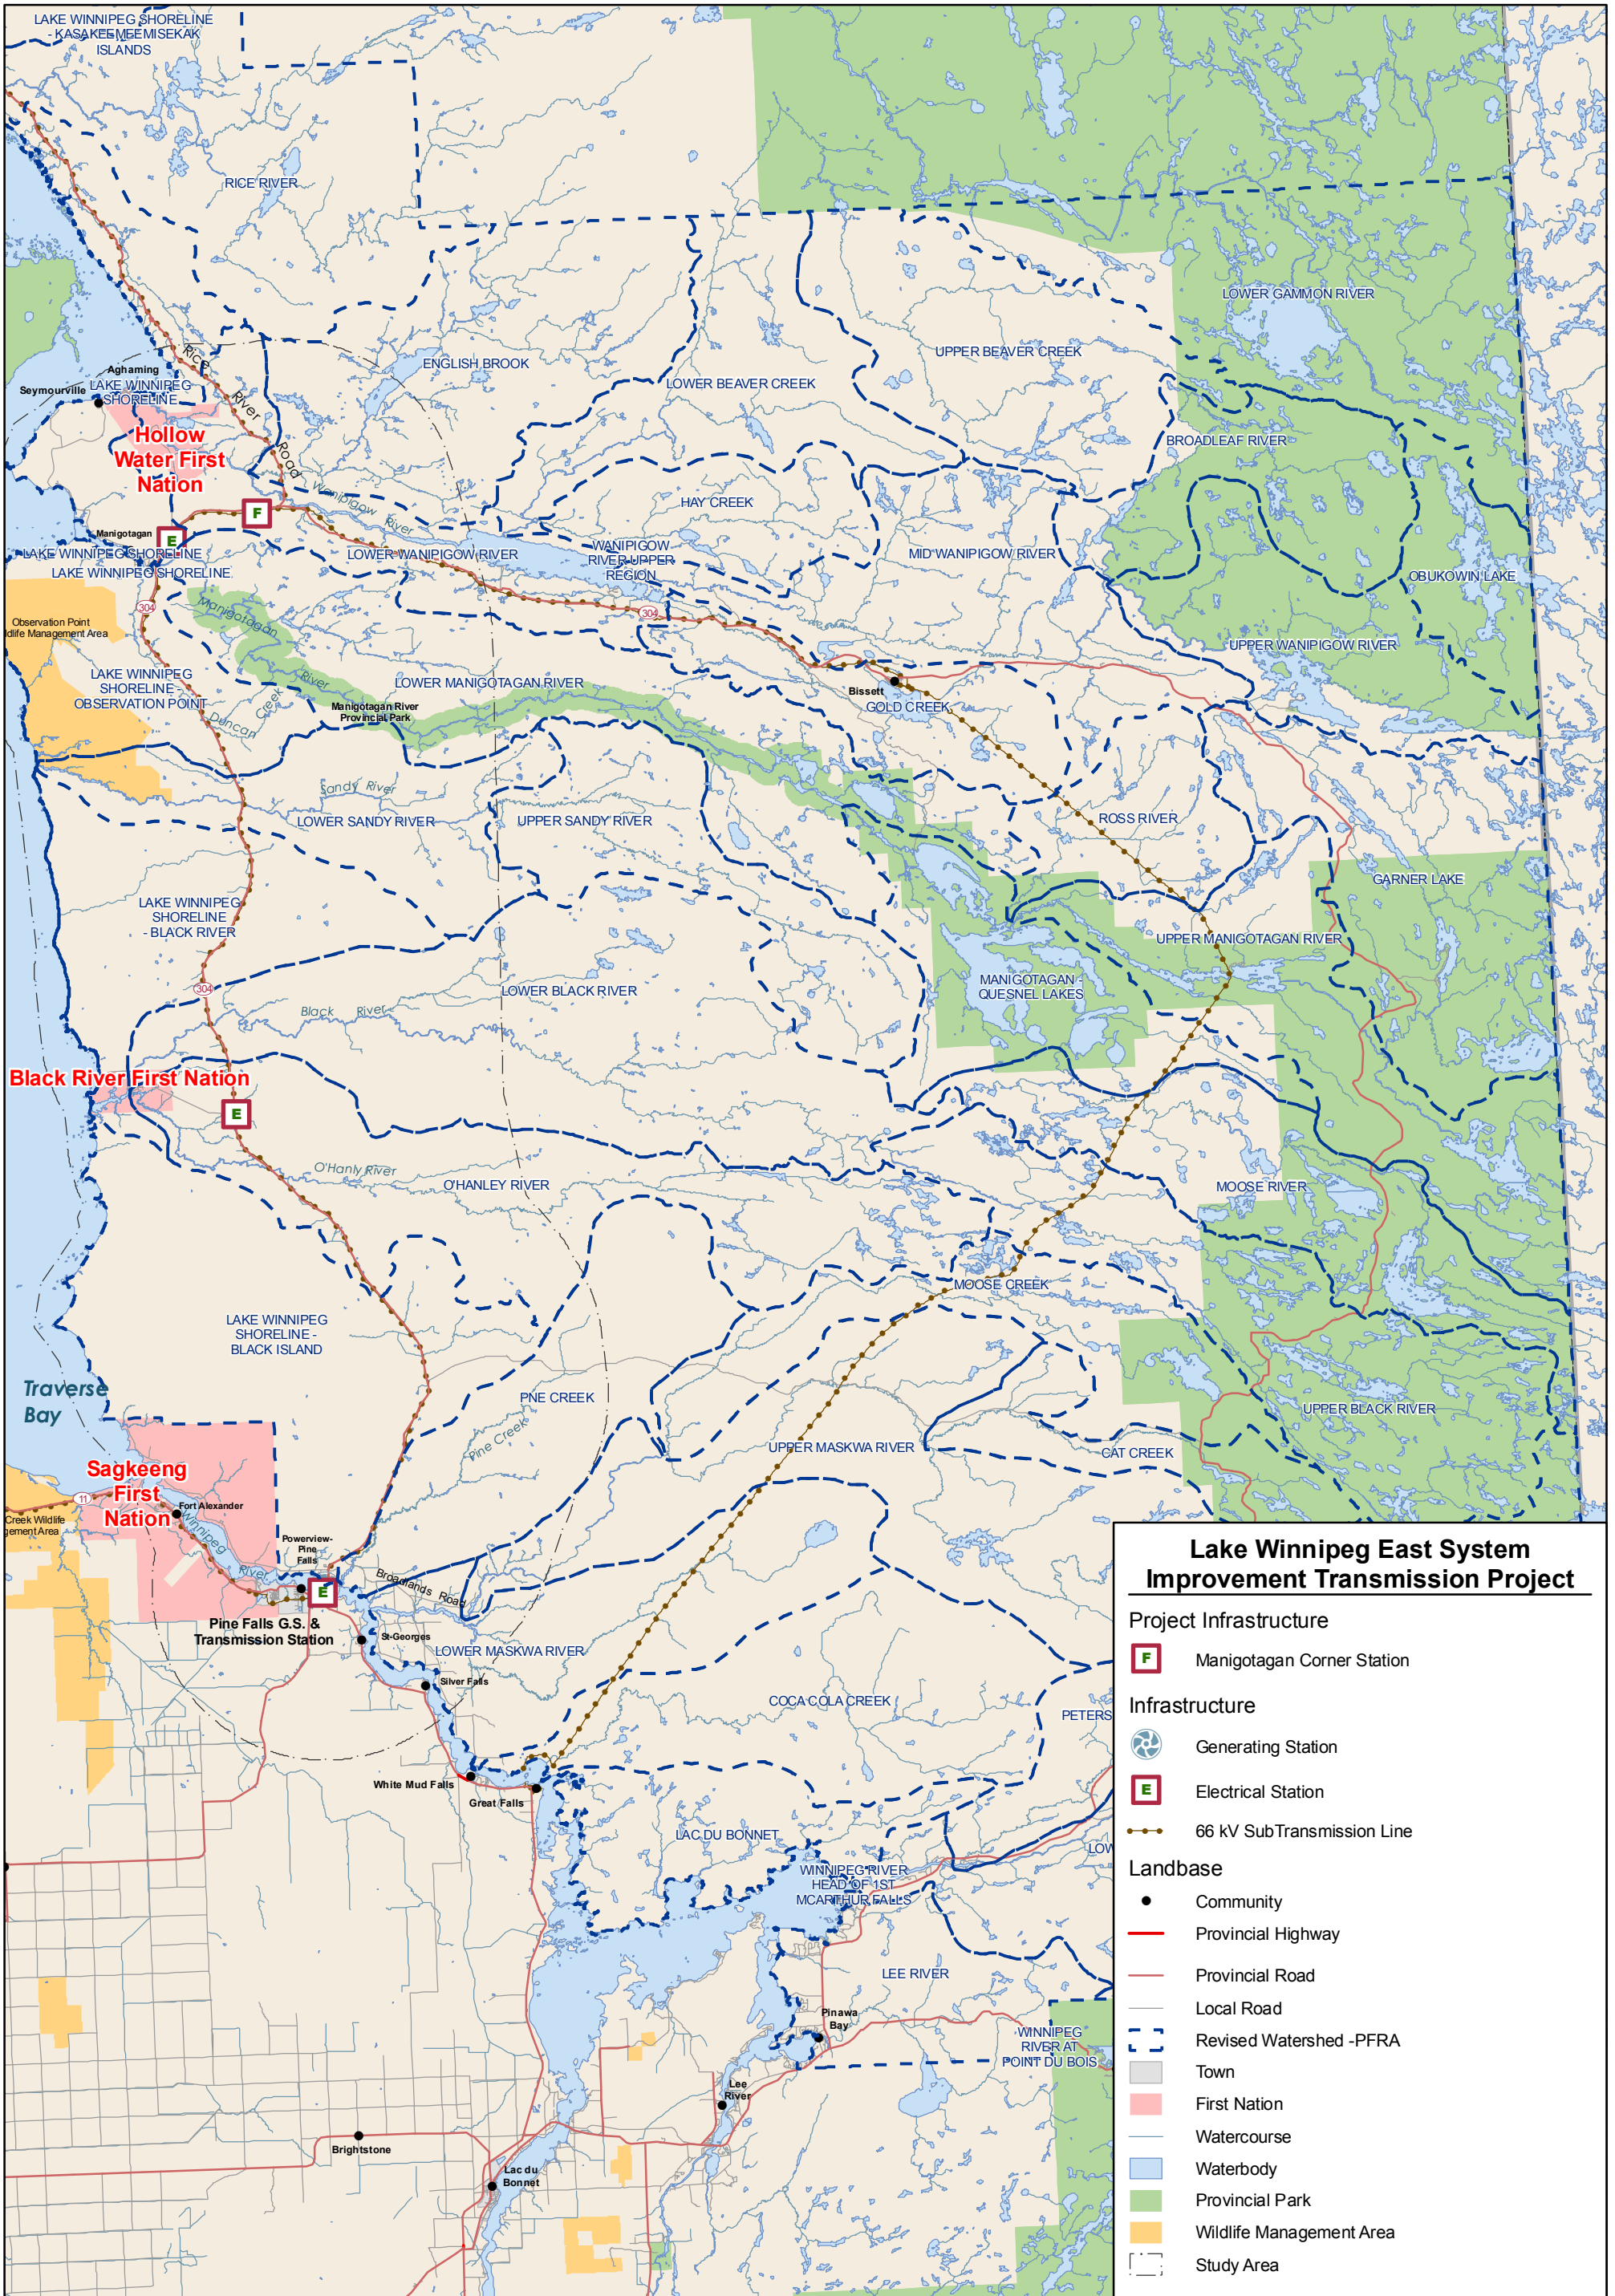 LAKE WINNIPEG SHORELINE
- KASAKEEMEEMISEKAK
ISLANDS
RICE RIVER
LOWER GAMMON RIVER
Rice
River
Road
ENGLISH BROOK
UPPER BEAVER CREEK
LOWER BEAVER CREEK
Aghaming
Seymourville
LAKE WINNIPEG
SHORELINE
Hollow
Water First
Nation
BROADLEAF RIVER
HAY CREEK
Wanipigow River
F
E
Manigotagan
LAKE WINNIPEG SHORELINE
LAKE WINNIPEG SHORELINE
LOWER WANIPIGOW RIVER
WANIPIGOW
RIVER UPPER
REGION
MID WANIPIGOW RIVER
OBUKOWIN LAKE
304
304
Manigotagan
River
Observation Point
dlife Management Area
UPPER WANIPIGOW RIVER
LAKE WINNIPEG
SHORELINE -
OBSERVATION POINT
LOWER MANIGOTAGAN RIVER
Duncan
Creek
Manigotagan River
Provincial Park
Bissett
GOLD CREEK
Sandy River
LOWER SANDY RIVER
UPPER SANDY RIVER
ROSS RIVER
GARNER LAKE
LAKE WINNIPEG
SHORELINE
- BLACK RIVER
UPPER MANIGOTAGAN RIVER
304
LOWER BLACK RIVER
MANIGOTAGAN -
QUESNEL LAKES
Black River
Black River First Nation
E
O'Hanly River
O'HANLEY RIVER
MOOSE RIVER
MOOSE CREEK
LAKE WINNIPEG
SHORELINE -
BLACK ISLAND
Traverse
Bay
PNE CREEK
Pine Creek
UPPER BLACK RIVER
UPPER MASKWA RIVER
CAT CREEK
Sagkeeng
First
Nation
11
Fort Alexander
Creek Wildlife
gement Area
Winnipeg
River
Powerview-
Pine
Falls
E
Broadlands Road
Pine Falls G.S. &
Transmission Station
St-Georges
LOWER MASKWA RIVER
Silver Falls
COCA COLA CREEK
PETERS
White Mud Falls
Great Falls
LAC DU BONNET
LOW
WINNIPEG RIVER
HEAD OF 1ST
MCARTHUR FALLS
LEE RIVER
Pinawa
Bay
WINNIPEG
RIVER AT
POINT DU BOIS
Lee
River
Brightstone
Lac du
Bonnet
Lake Winnipeg East System
Improvement Transmission Project
Project Infrastructure
F Manigotagan Corner Station
Infrastructure
Generating Station
E Electrical Station
66 kV SubTransmission Line
Landbase
Community
Provincial Highway
Provincial Road
Local Road
Revised Watershed -PFRA
Town
First Nation
Watercourse
Waterbody
Provincial Park
Wildlife Management Area
Study Area